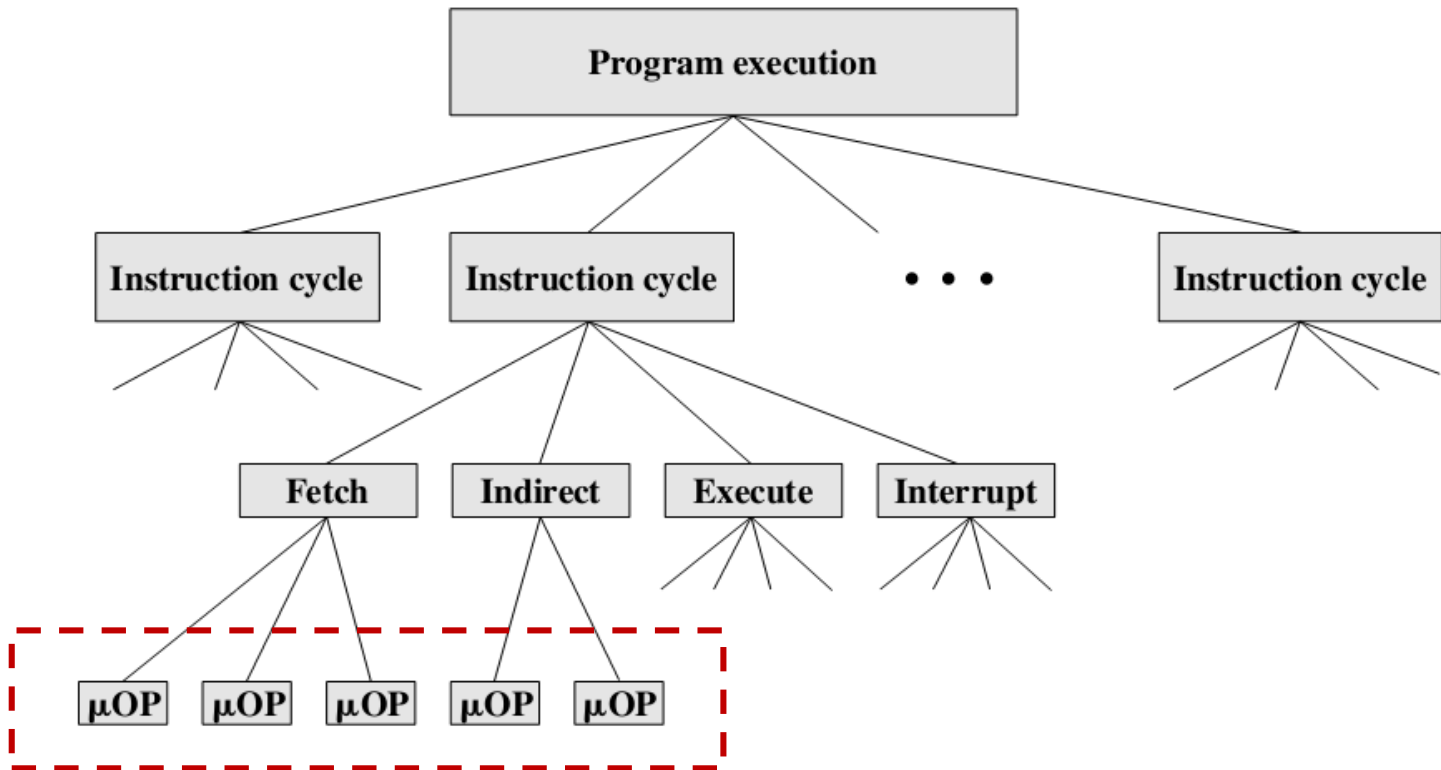 Program execution
Instruction cycle
Instruction cycle
• • •
Instruction cycle
Fetch
Indirect
Execute
Interrupt
μOP
μOP
μOP
μOP
μOP